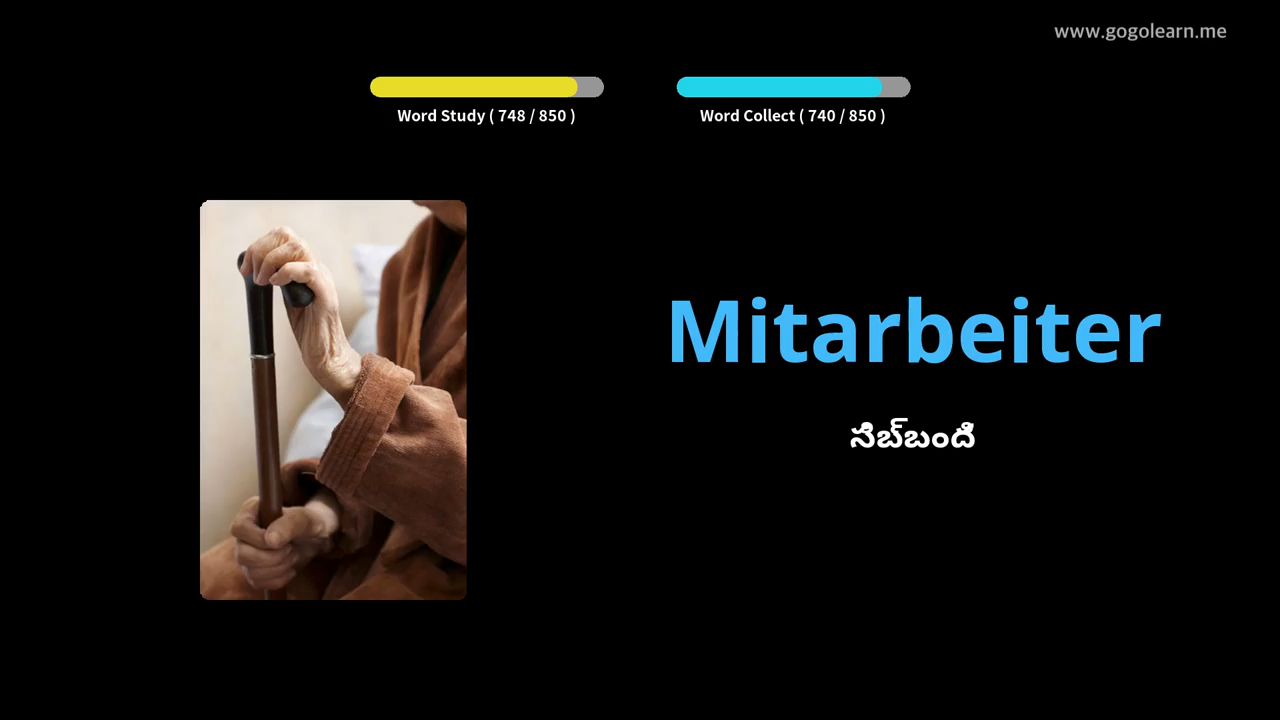 www.gogolearn.me
Word Study ( 748 / 850 )
Word Collect ( 740 / 850 )
Mitarbeiter
సిబ్బంది